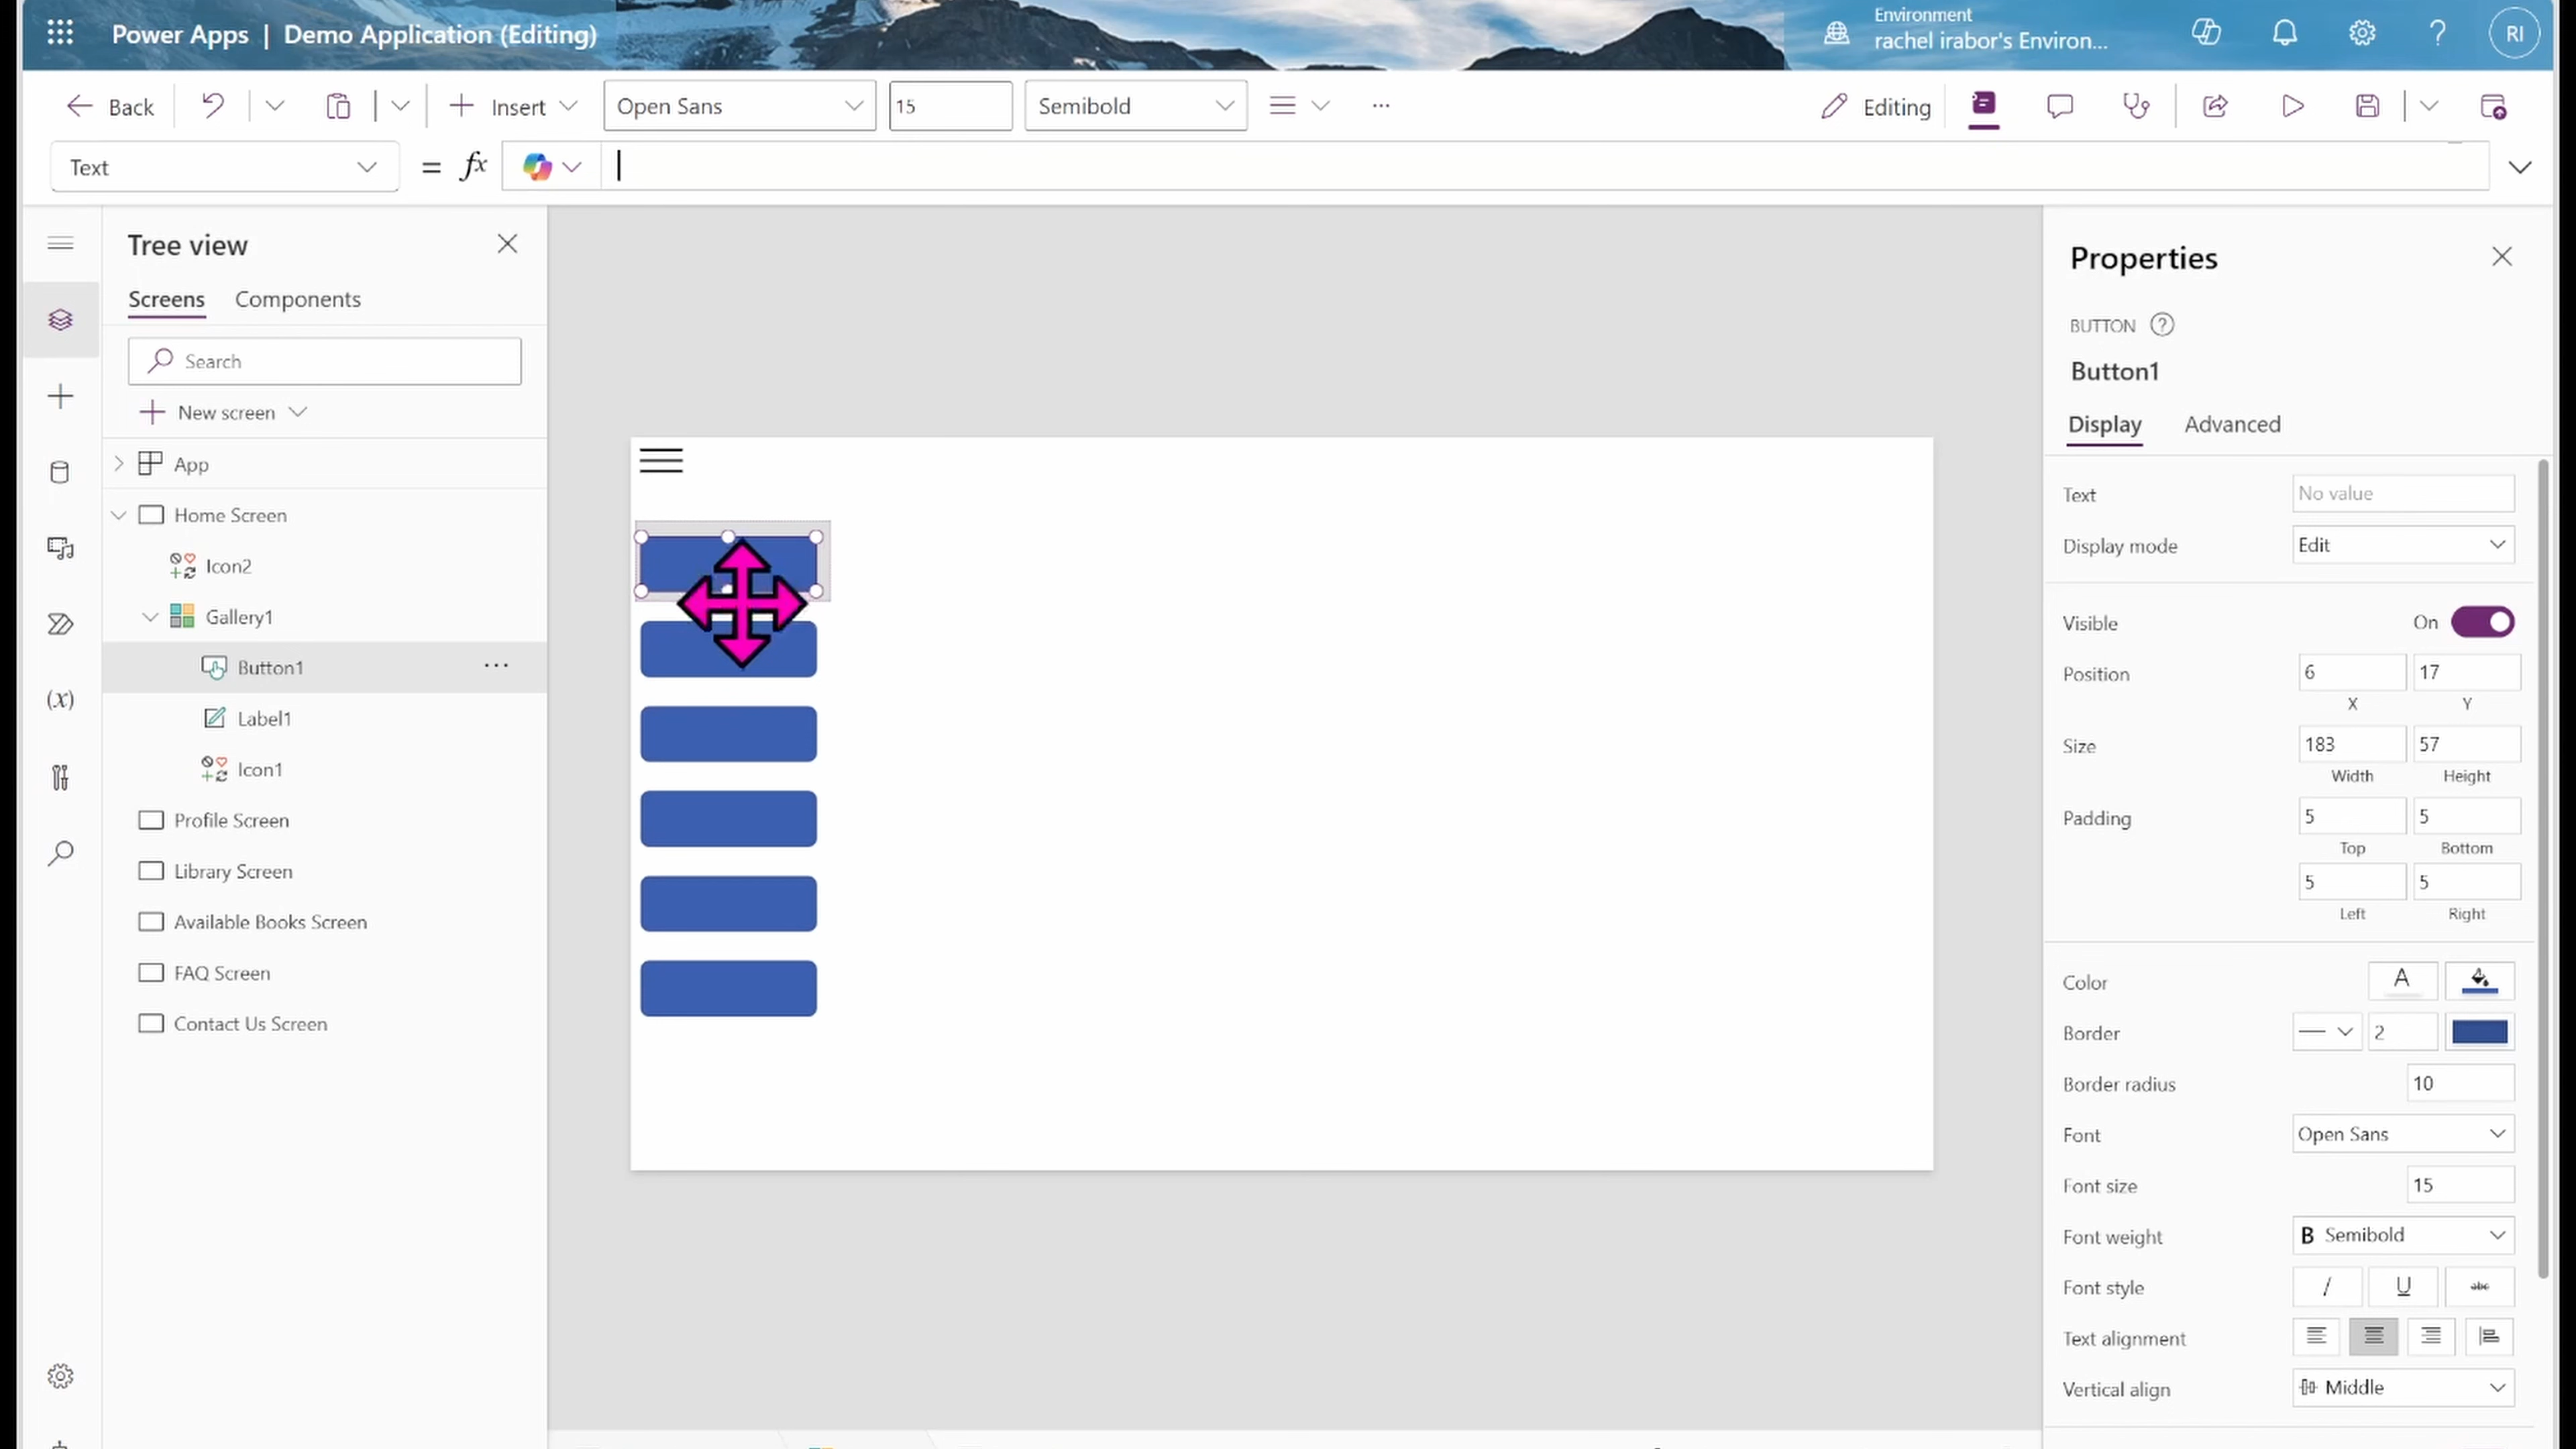 Power Apps | Demo Application (Editing)
Environment
rachel irabor's Environ...
RI
Back
Insert
Open Sans
15
Semibold
...
Editing
Text
= fx
Tree view
Screens
Components
Search
New screen
App
Home Screen
Icon2
Gallery1
Button1
...
Label1
Icon1
Profile Screen
Library Screen
Available Books Screen
FAQ Screen
Contact Us Screen
(x)
Properties
BUTTON ?
Button1
Display
Advanced
Text
No value
Display mode
Edit
Visible
On
Position
6
17
X
Y
Size
183
57
Width
Height
Padding
5
5
Top
Bottom
5
5
Left
Right
Color
A
Border
2
Border radius
10
Font
Open Sans
Font size
15
Font weight
B Semibold
Font style
/
U
abc
Text alignment
Vertical align
Middle